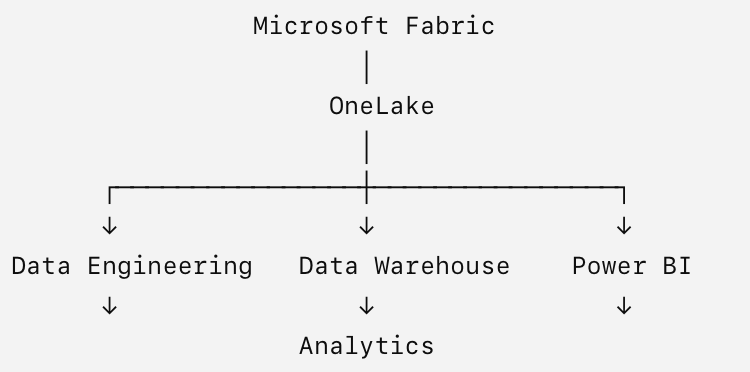 Microsoft Fabric
OneLake
Data Engineering Data Warehouse Power BI
Analytics